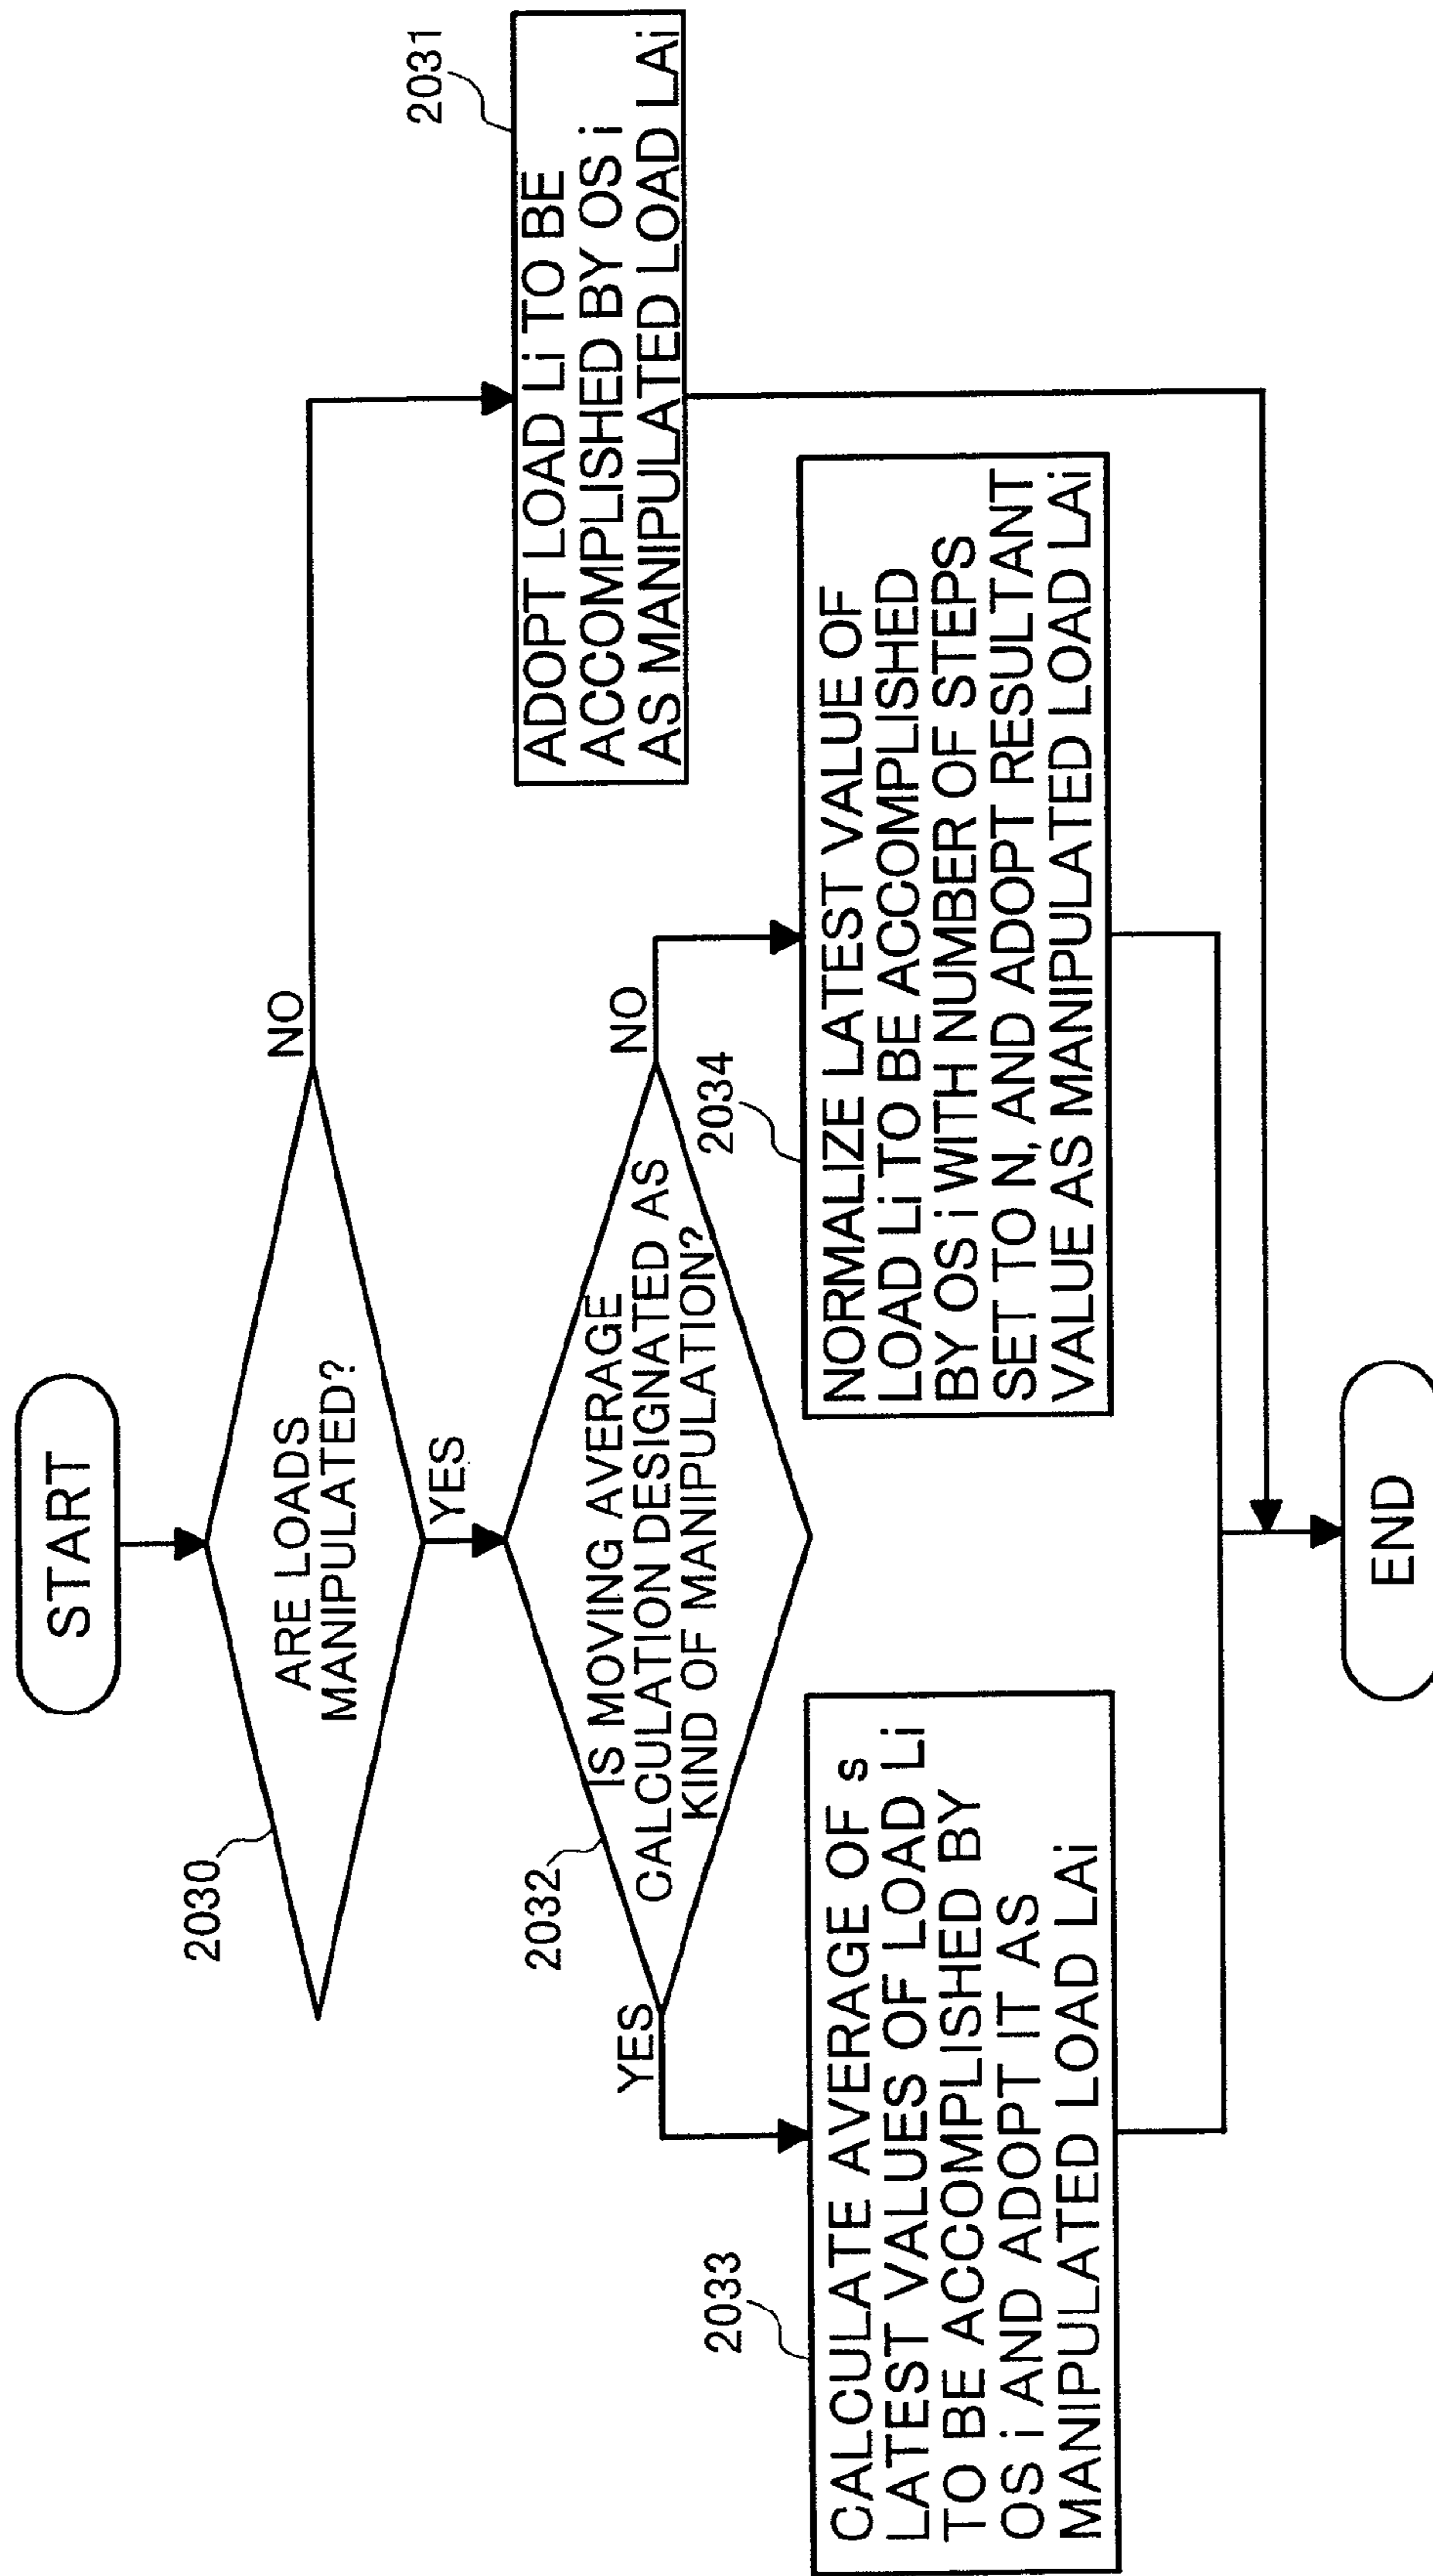 START
2030
ARE LOADS
MANIPULATED?
NO
YES
2031
ADOPT LOAD Li TO BE
ACCOMPLISHED BY OS i
AS MANIPULATED LOAD LAi
2032
IS MOVING AVERAGE
CALCULATION DESIGNATED AS
KIND OF MANIPULATION?
YES
NO
2033
CALCULATE AVERAGE OF s
LATEST VALUES OF LOAD Li
TO BE ACCOMPLISHED BY
OS i AND ADOPT IT AS
MANIPULATED LOAD LAi
2034
NORMALIZE LATEST VALUE OF
LOAD Li TO BE ACCOMPLISHED
BY OS i WITH NUMBER OF STEPS
SET TO N, AND ADOPT RESULTANT
VALUE AS MANIPULATED LOAD LAi
END